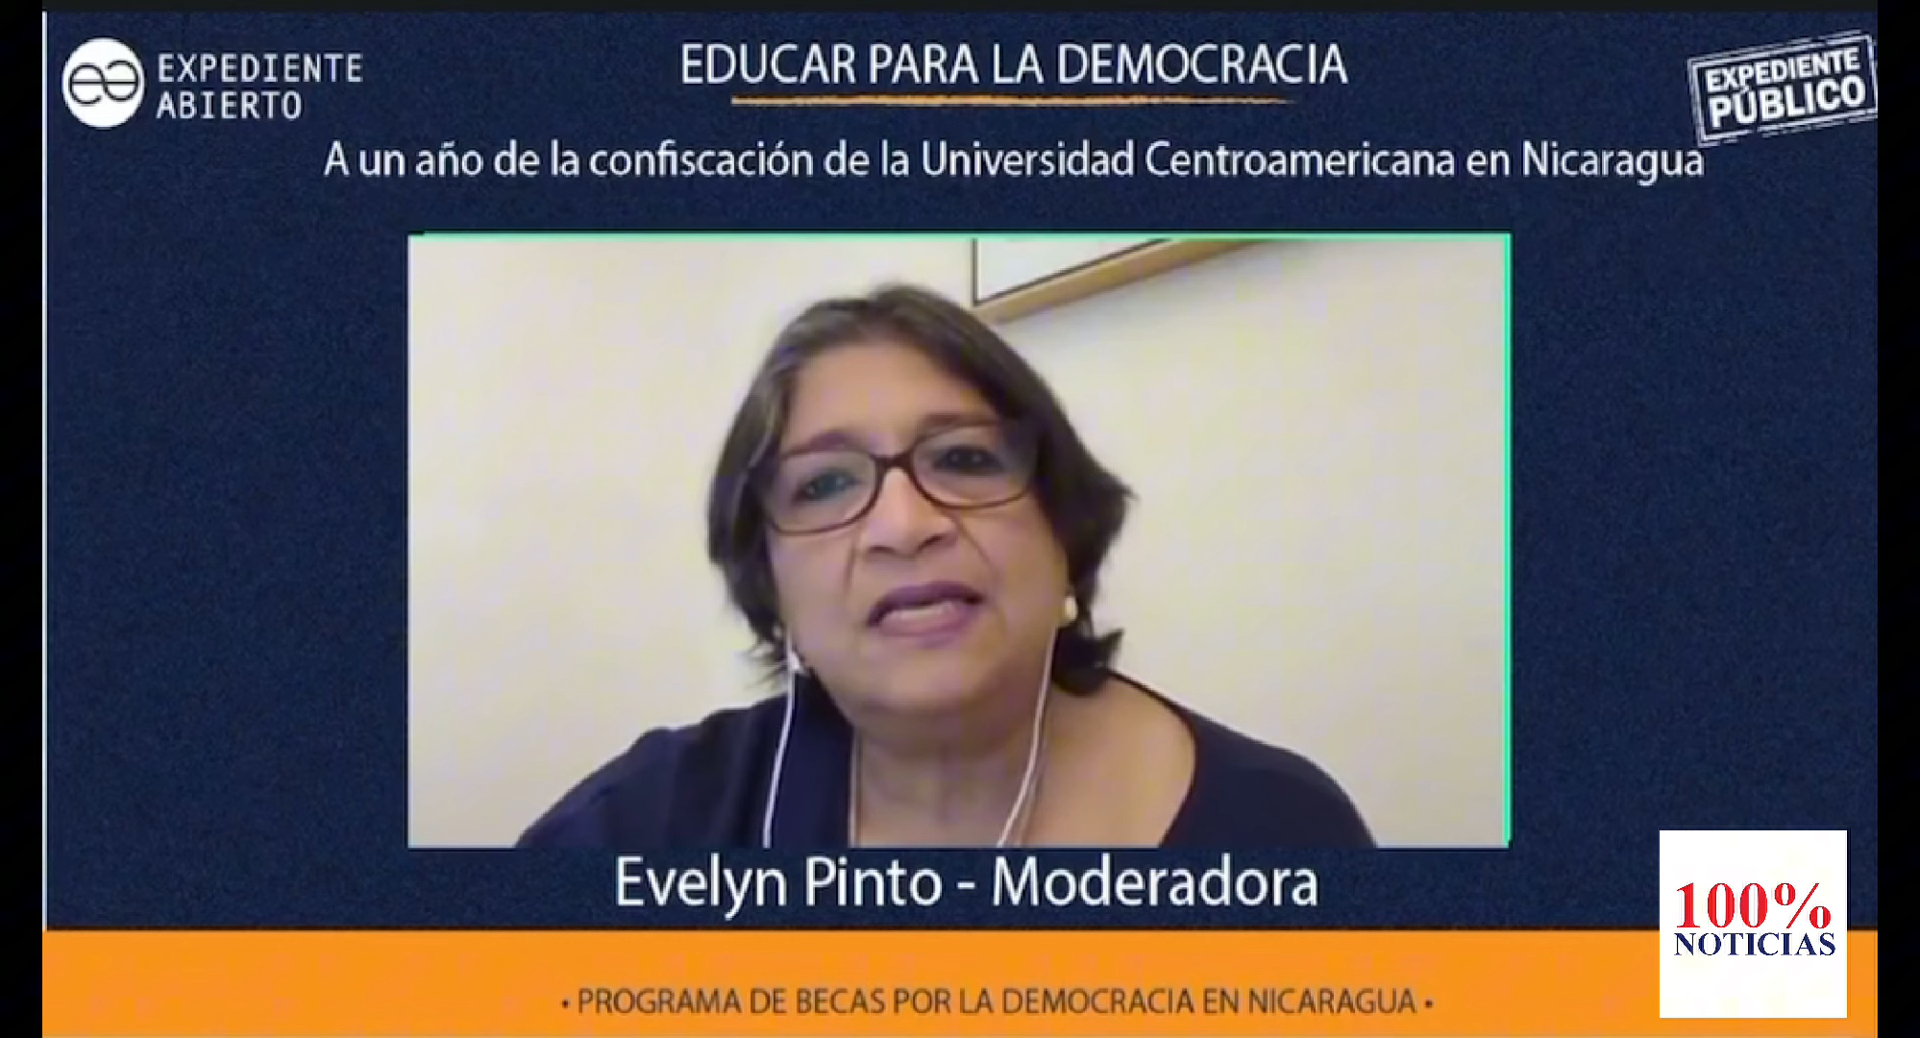 EXPEDIENTE
ABIERTO
EDUCAR PARA LA DEMOCRACIA
EXPEDIENTE
PÚBLICO
A un año de la confiscación de la Universidad Centroamericana en Nicaragua
Evelyn Pinto - Moderadora
100%
NOTICIAS
• PROGRAMA DE BECAS POR LA DEMOCRACIA EN NICARAGUA •